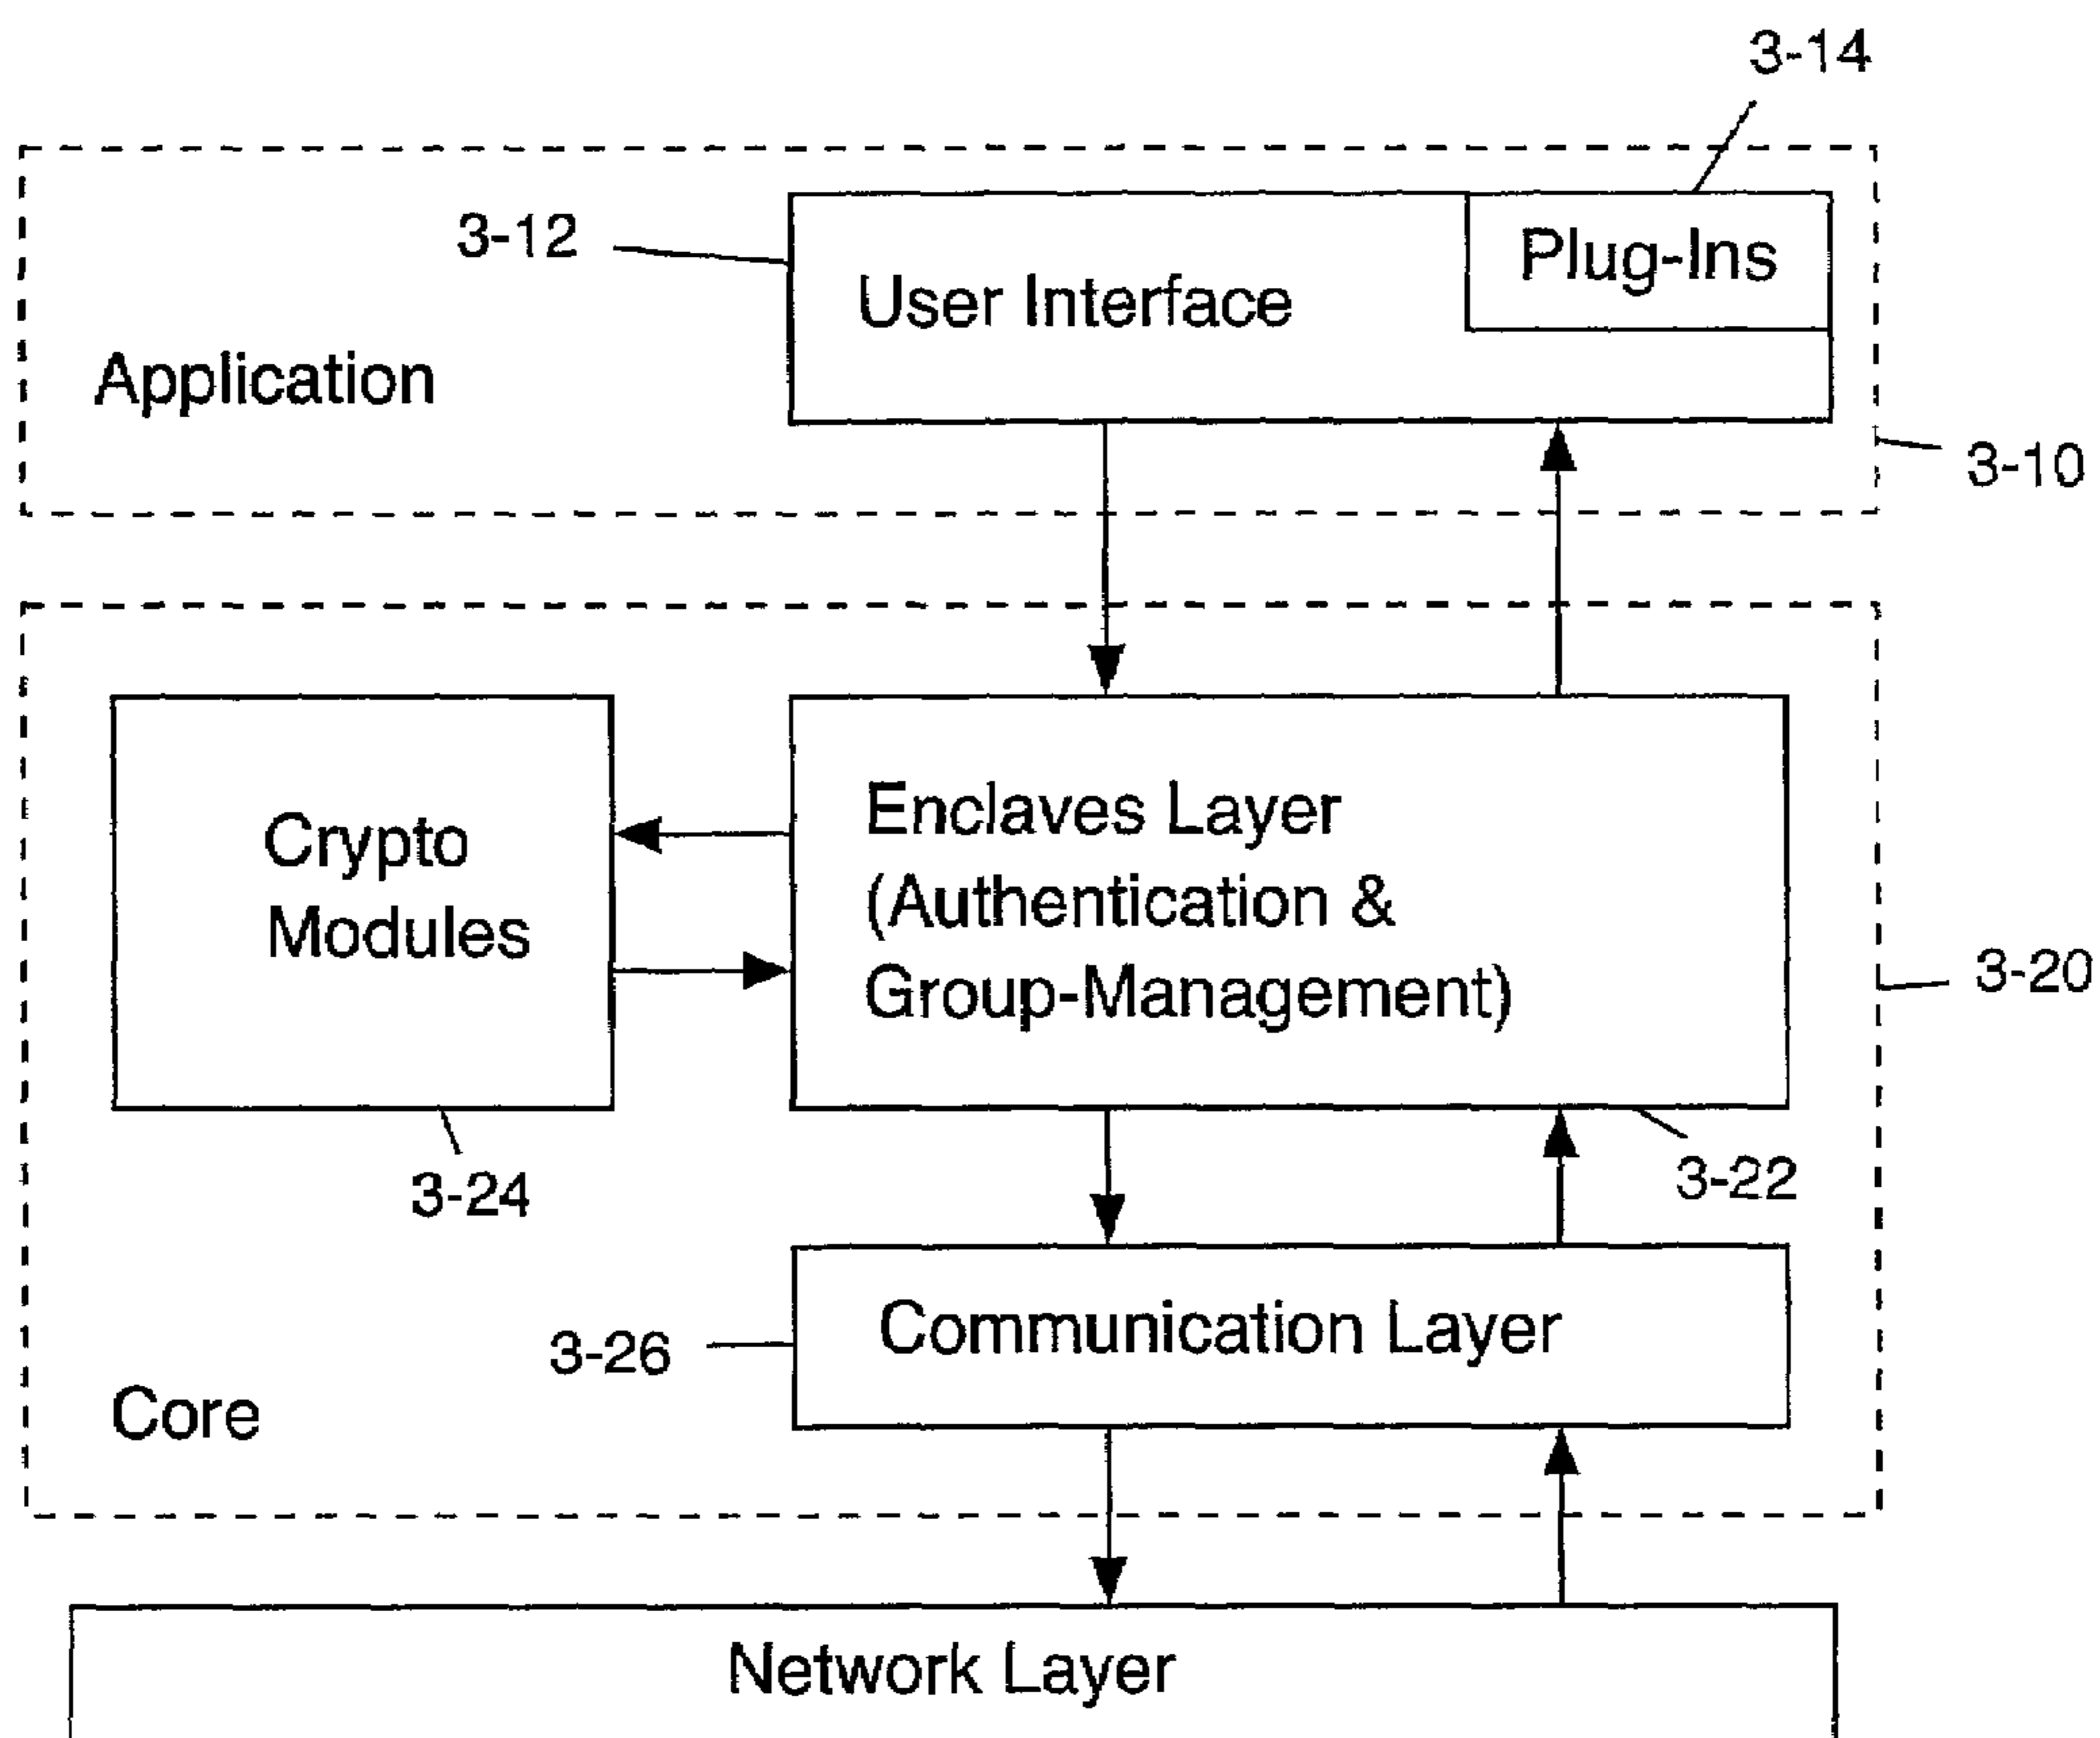 3-14
3-12
Plug-Ins
User Interface
Application
3-10
Crypto
Modules
Enclaves Layer
(Authentication &
Group-Management)
3-20
3-24
3-22
3-26
Communication Layer
Core
Network Layer